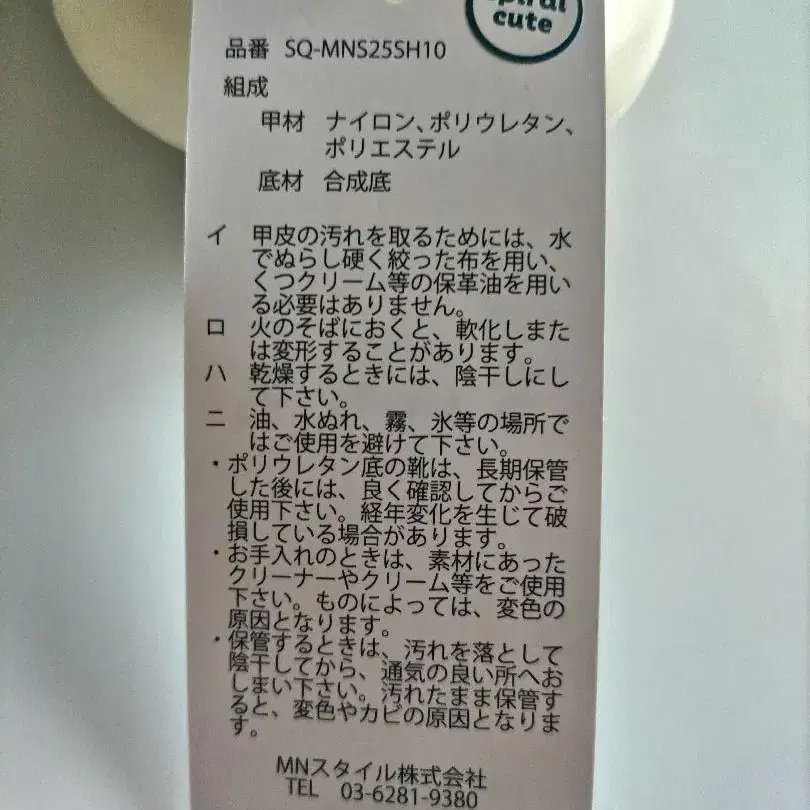 cute
品番 SQ-MNS25SH10
組成
甲材 ナイロン、ポリウレタン、
ポリエステル
底材 合成底
イ 甲皮の汚れを取るためには、水
でぬらし硬く絞った布を用い、
くつクリーム等の保革油を用い
る必要はありません。
ロ 火のそばにおくと、軟化しまた
は変形することがあります。
ハ 乾燥するときには、陰干しにし
て下さい。
ニ 油、水ぬれ、霧、氷等の場所で
はご使用を避けて下さい。
・ポリウレタン底の靴は、長期保管
した後には、良く確認してからご
使用下さい。経年変化を生じて破
損している場合があります。
・お手入れのときは、素材にあった
クリーナーやクリーム等をご使用
下さい。ものによっては、変色の
原因となります。
・保管するときは、汚れを落として
陰干してから、通気の良い所へお
しまい下さい。汚れたまま保管す
ると、変色やカビの原因となりま
す。
MNスタイル株式会社
TEL 03-6281-9380